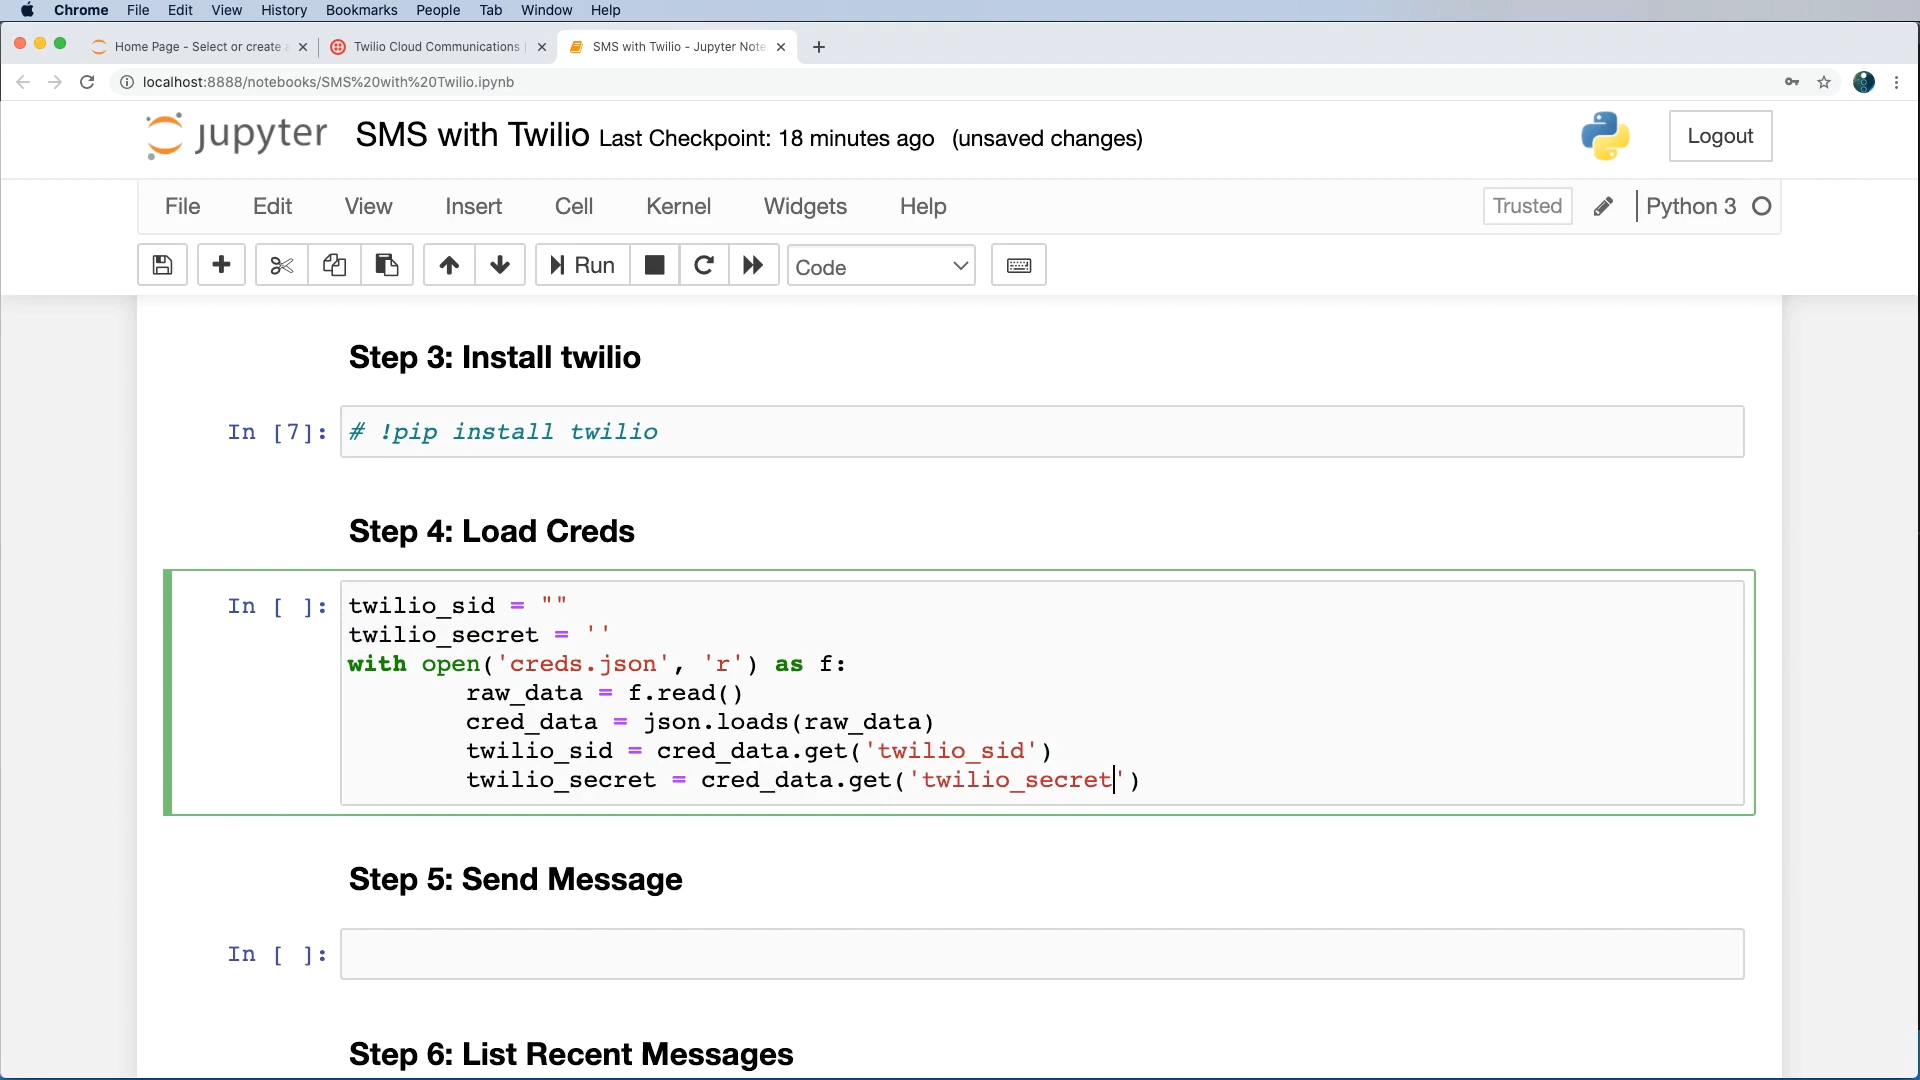 Chrome File Edit View History Bookmarks People Tab Window Help
Home Page - Select or create a
Twilio Cloud Communications
SMS with Twilio - Jupyter Note
localhost:8888/notebooks/SMS%20with%20Twilio.ipynb
jupyter SMS with Twilio Last Checkpoint: 18 minutes ago (unsaved changes)
Logout
File Edit View Insert Cell Kernel Widgets Help
Trusted Python 3
Run Code
Step 3: Install twilio
In [7]: # !pip install twilio
Step 4: Load Creds
In [ ]: twilio_sid = ""
twilio_secret = ''
with open('creds.json', 'r') as f:
raw_data = f.read()
cred_data = json.loads(raw_data)
twilio_sid = cred_data.get('twilio_sid')
twilio_secret = cred_data.get('twilio_secret')
Step 5: Send Message
In [ ]:
Step 6: List Recent Messages